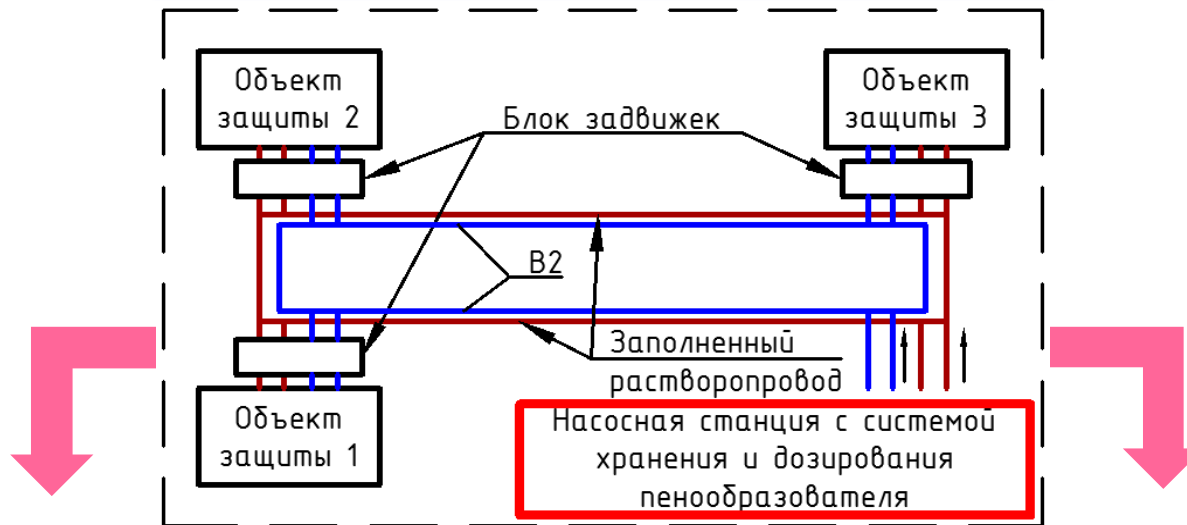 Объект
защиты 2
Объект
защиты 3
Блок задвижек
В2
Заполненный
растворопровод
Объект
защиты 1
Насосная станция с системой
хранения и дозирования
пенообразователя